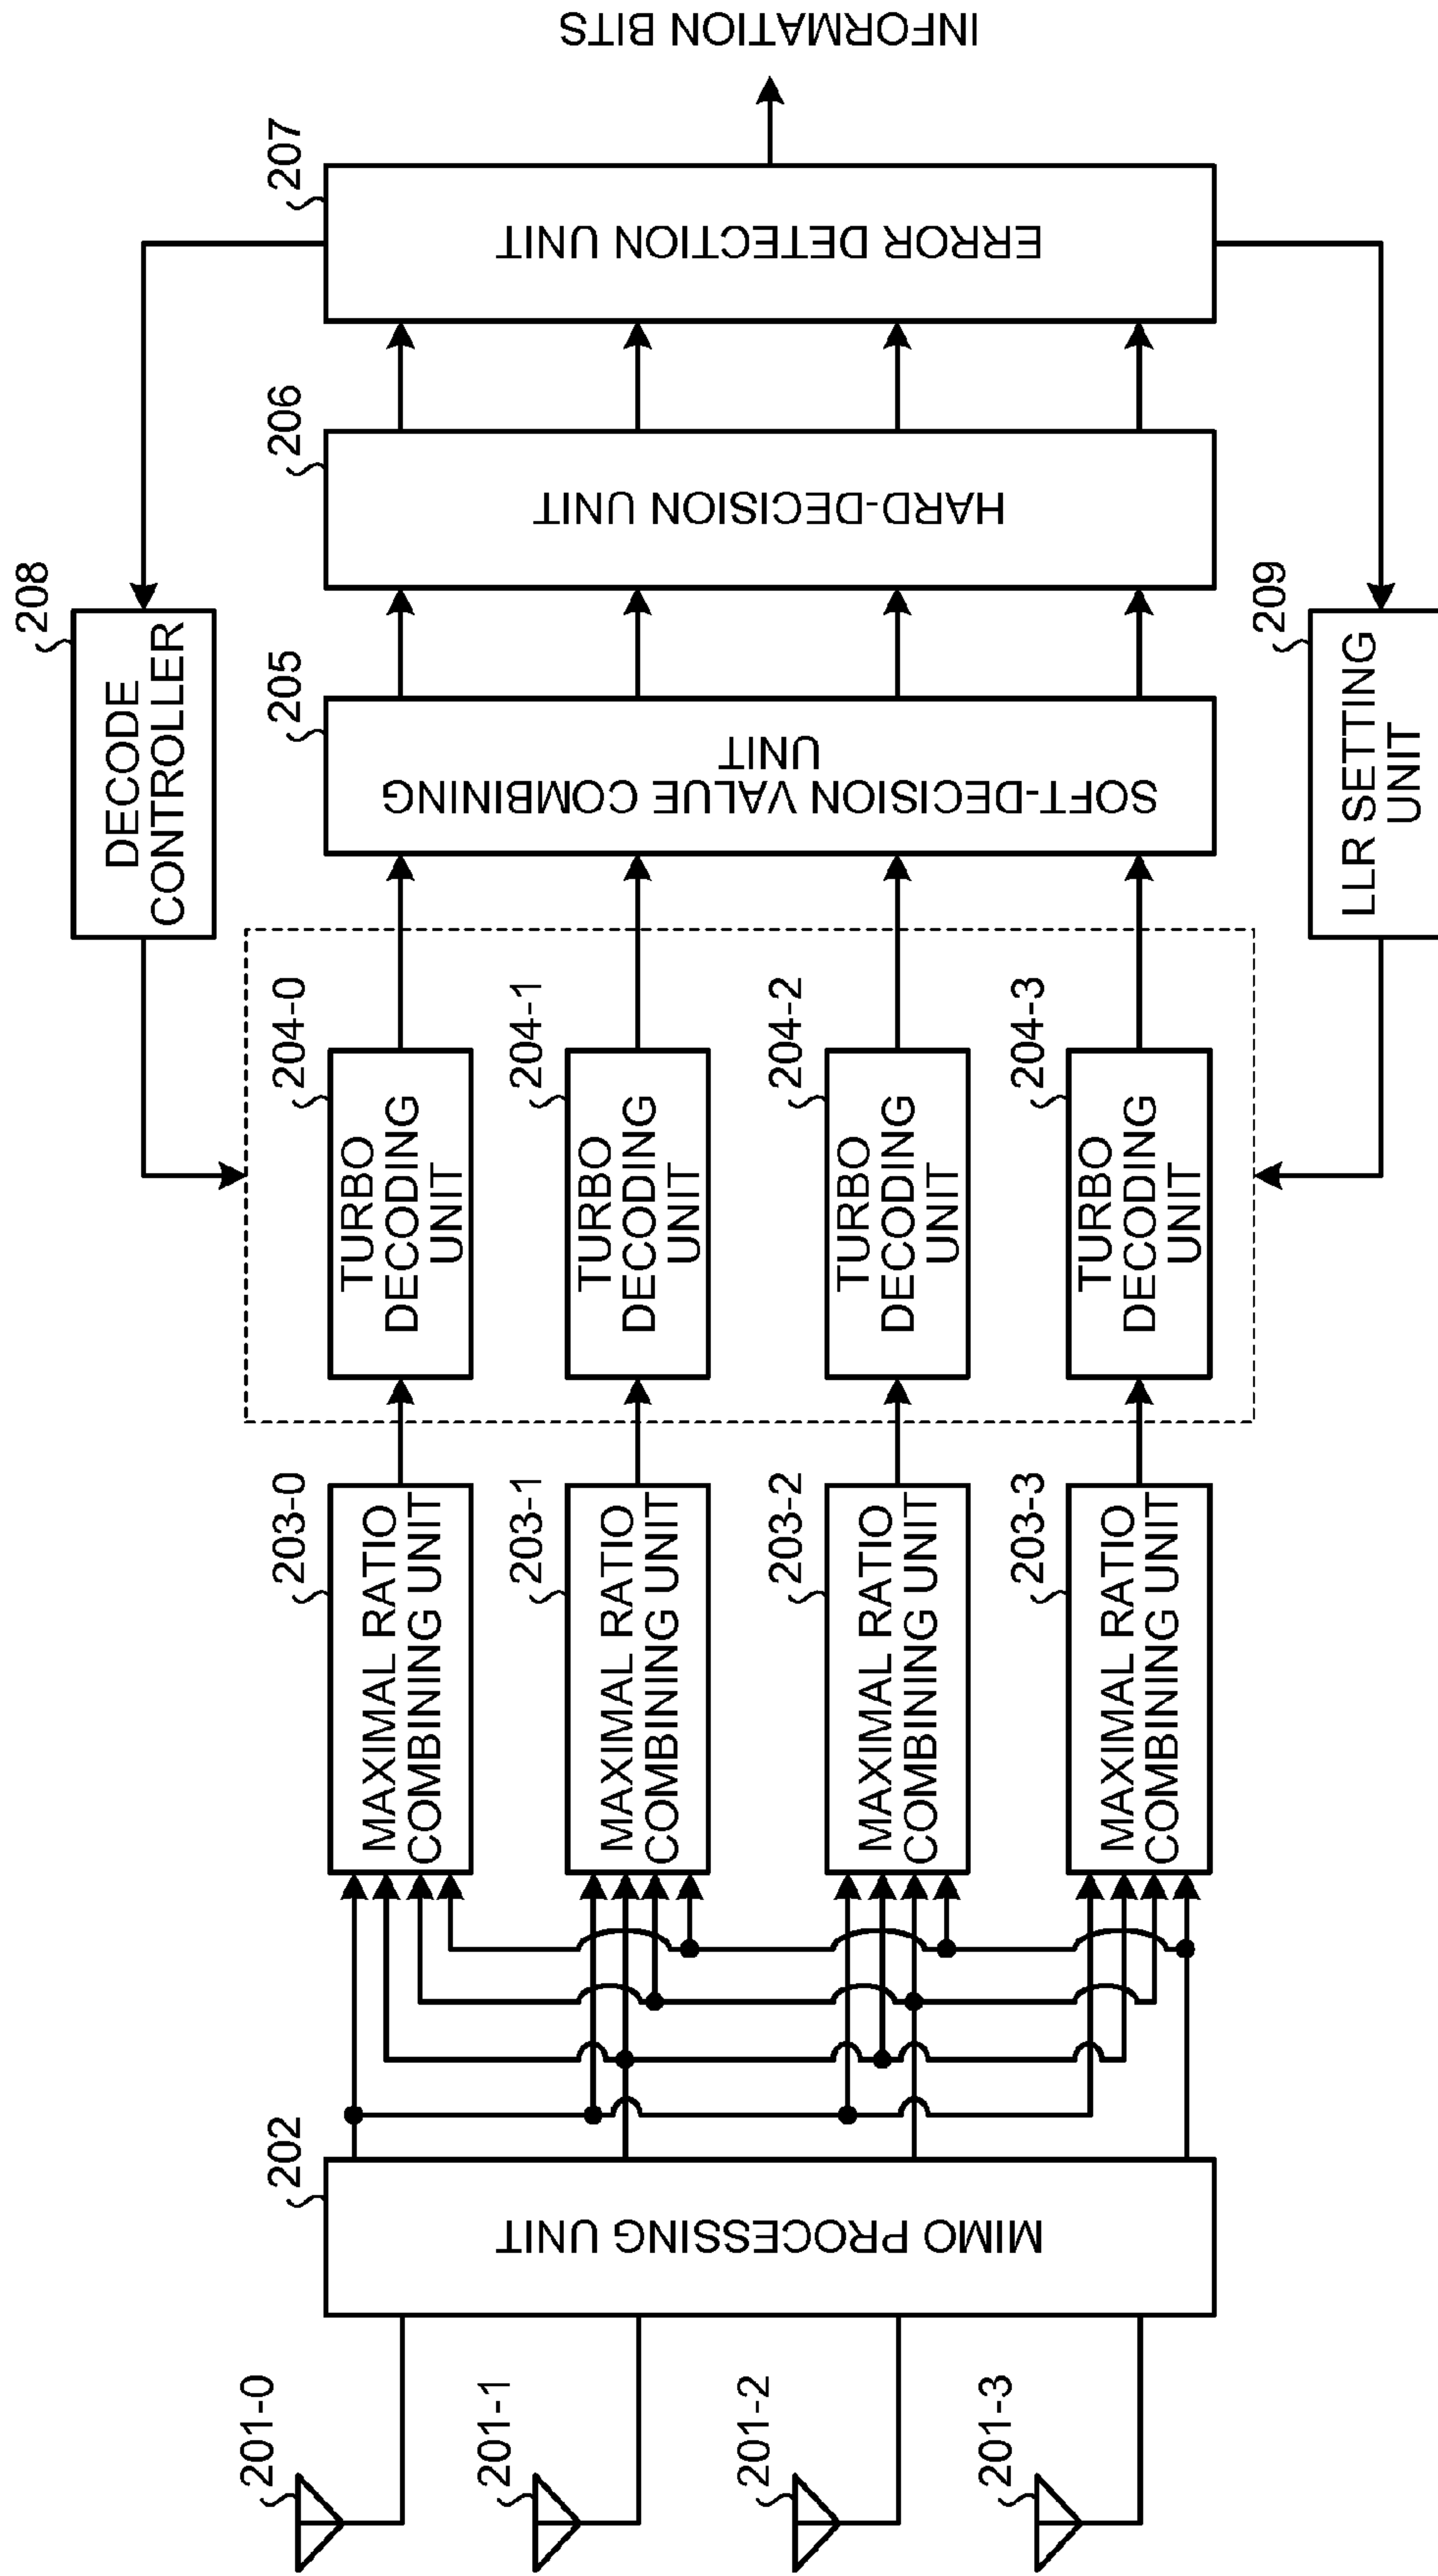 201-0
201-1
201-2
201-3
202
MIMO PROCESSING UNIT
203-0
MAXIMAL RATIO
COMBINING UNIT
203-1
MAXIMAL RATIO
COMBINING UNIT
203-2
MAXIMAL RATIO
COMBINING UNIT
203-3
MAXIMAL RATIO
COMBINING UNIT
204-0
TURBO
DECODING
UNIT
204-1
TURBO
DECODING
UNIT
204-2
TURBO
DECODING
UNIT
204-3
TURBO
DECODING
UNIT
208
DECODE
CONTROLLER
205
SOFT-DECISION VALUE COMBINING
UNIT
209
LLR SETTING
UNIT
206
HARD-DECISION UNIT
207
ERROR DETECTION UNIT
INFORMATION BITS